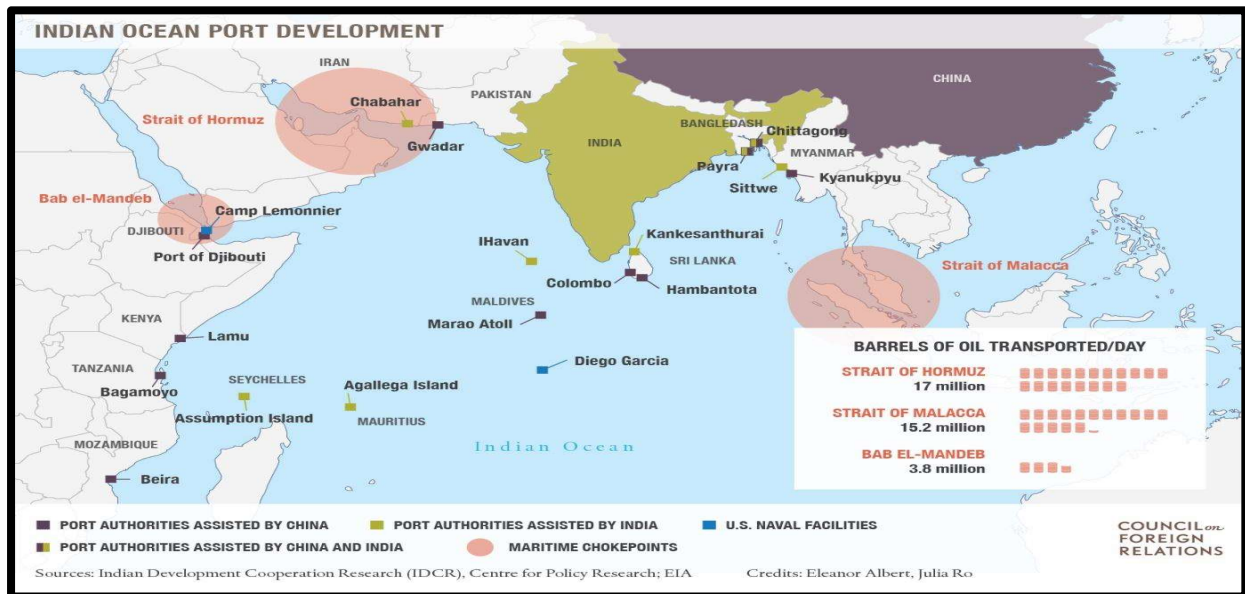 INDIAN OCEAN PORT DEVELOPMENT
IRAN
CHINA
Chabahar
PAKISTAN
Strait of Hormuz
BANGLEDASH
Chittagong
Gwadar
INDIA
MYANMAR
Payra
Kyanukpyu
Sittwe
Bab el-Mandeb
Camp Lemonnier
DJIBOUTI
Port of Djibouti
IHavan
Kankesanthurai
SRI LANKA
Strait of Malacca
Colombo
Hambantota
MALDIVES
Marao Atoll
KENYA
Lamu
TANZANIA
Bagamoyo
SEYCHELLES
Assumption Island
Agallega Island
MAURITIUS
Diego Garcia
MOZAMBIQUE
Beira
Indian Ocean
BARRELS OF OIL TRANSPORTED/DAY
STRAIT OF HORMUZ
17 million
STRAIT OF MALACCA
15.2 million
BAB EL-MANDEB
3.8 million
PORT AUTHORITIES ASSISTED BY CHINA
PORT AUTHORITIES ASSISTED BY INDIA
U.S. NAVAL FACILITIES
PORT AUTHORITIES ASSISTED BY CHINA AND INDIA
MARITIME CHOKEPOINTS
COUNCIL on
FOREIGN
RELATIONS
Sources: Indian Development Cooperation Research (IDCR), Centre for Policy Research; EIA
Credits: Eleanor Albert, Julia Ro